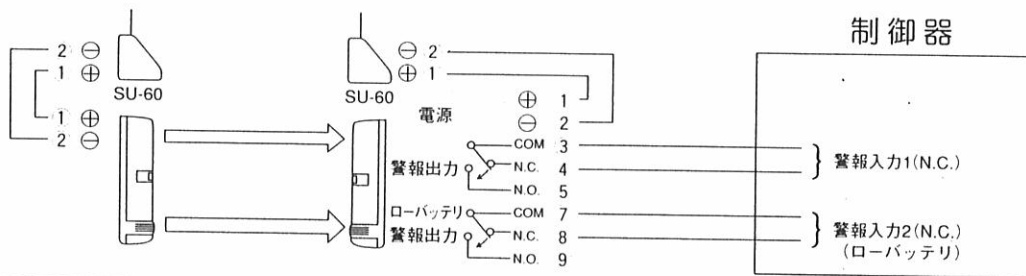 制御器
2 ⊖
1 ⊕
SU-60
1 ⊕
2 ⊖
⊖ 2
⊕ 1
SU-60
電源
⊕ 1
⊖ 2
警報出力
COM 3
N.C. 4
N.O. 5
ローバッテリ
警報出力
COM 7
N.C. 8
N.O. 9
警報入力1(N.C.)
警報入力2(N.C.)
(ローバッテリ)